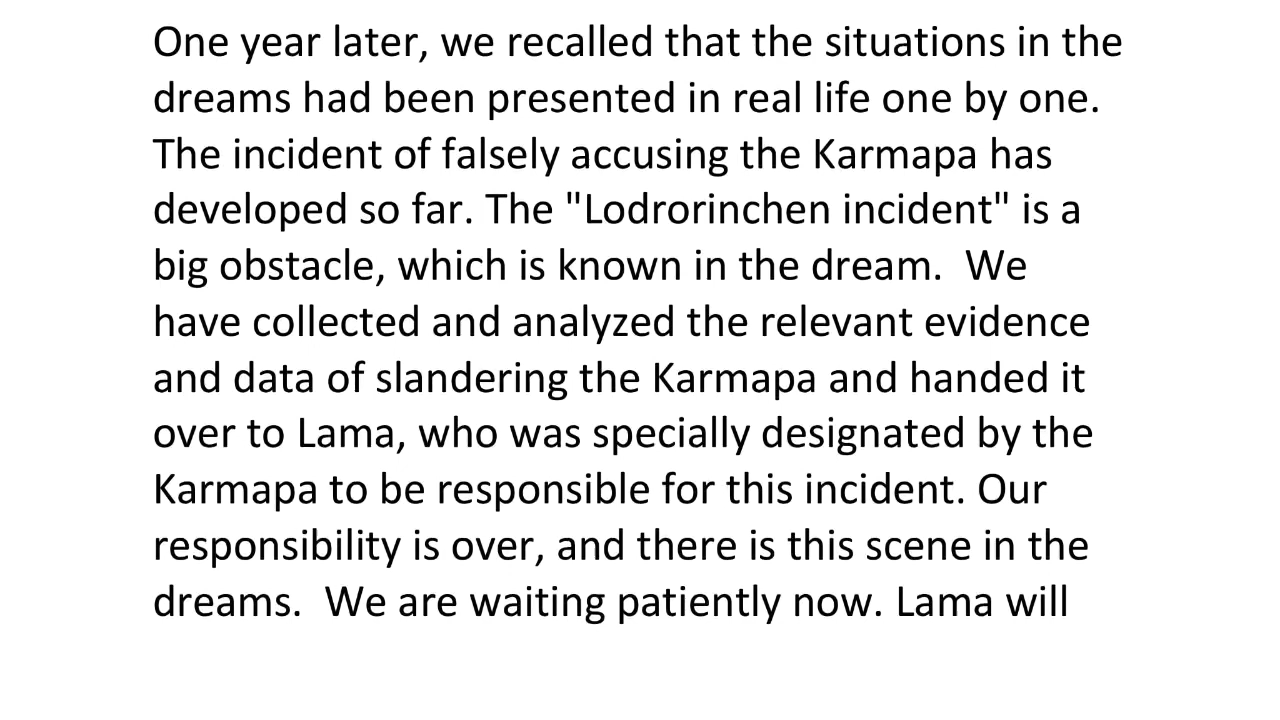 One year later, we recalled that the situations in the
dreams had been presented in real life one by one.
The incident of falsely accusing the Karmapa has
developed so far. The "Lodrorinchen incident" is a
big obstacle, which is known in the dream.  We
have collected and analyzed the relevant evidence
and data of slandering the Karmapa and handed it
over to Lama, who was specially designated by the
Karmapa to be responsible for this incident. Our
responsibility is over, and there is this scene in the
dreams.  We are waiting patiently now. Lama will